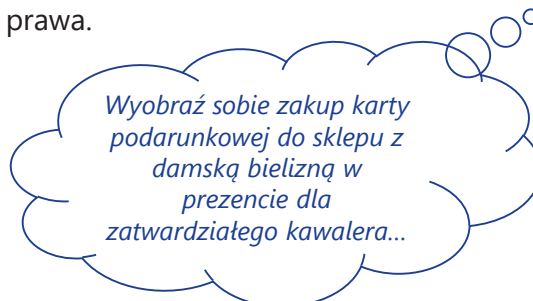 prawa.
Wyobraź sobie zakup karty
podarunkowej do sklepu z
damską bielizną w
prezencie dla
zatwardziałego kawalera...